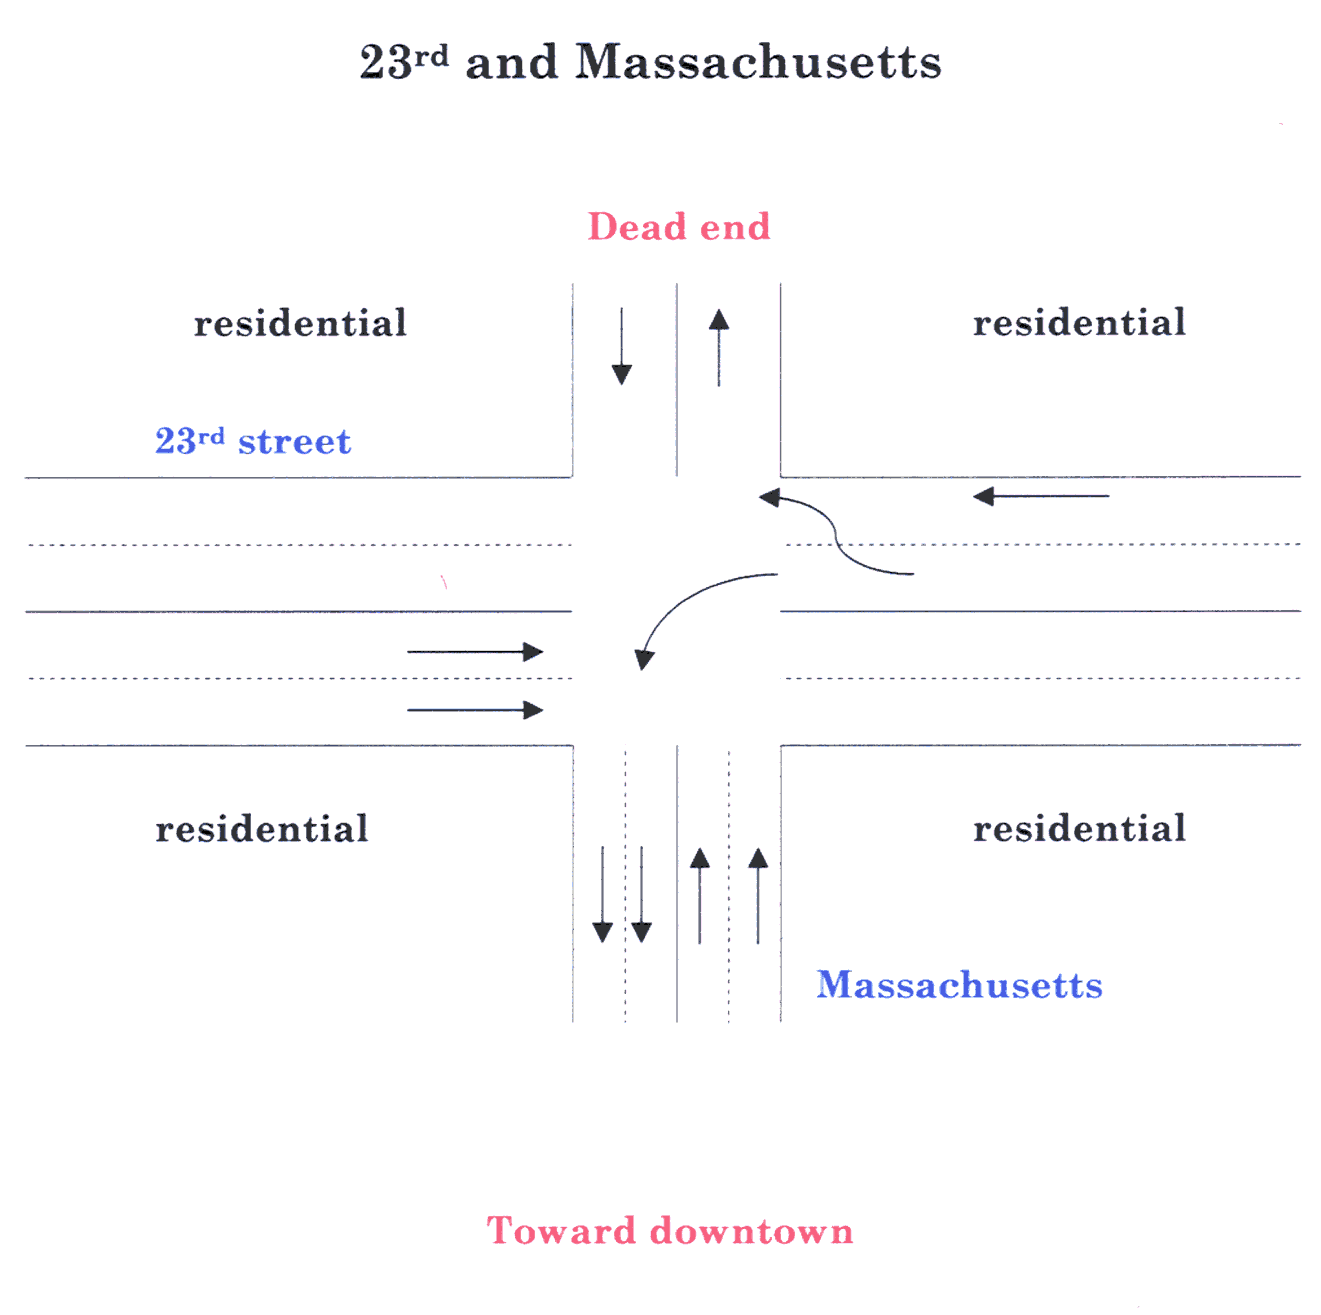 23rd and Massachusetts
Dead end
residential
residential
23rd street
residential
residential
Massachusetts
Toward downtown